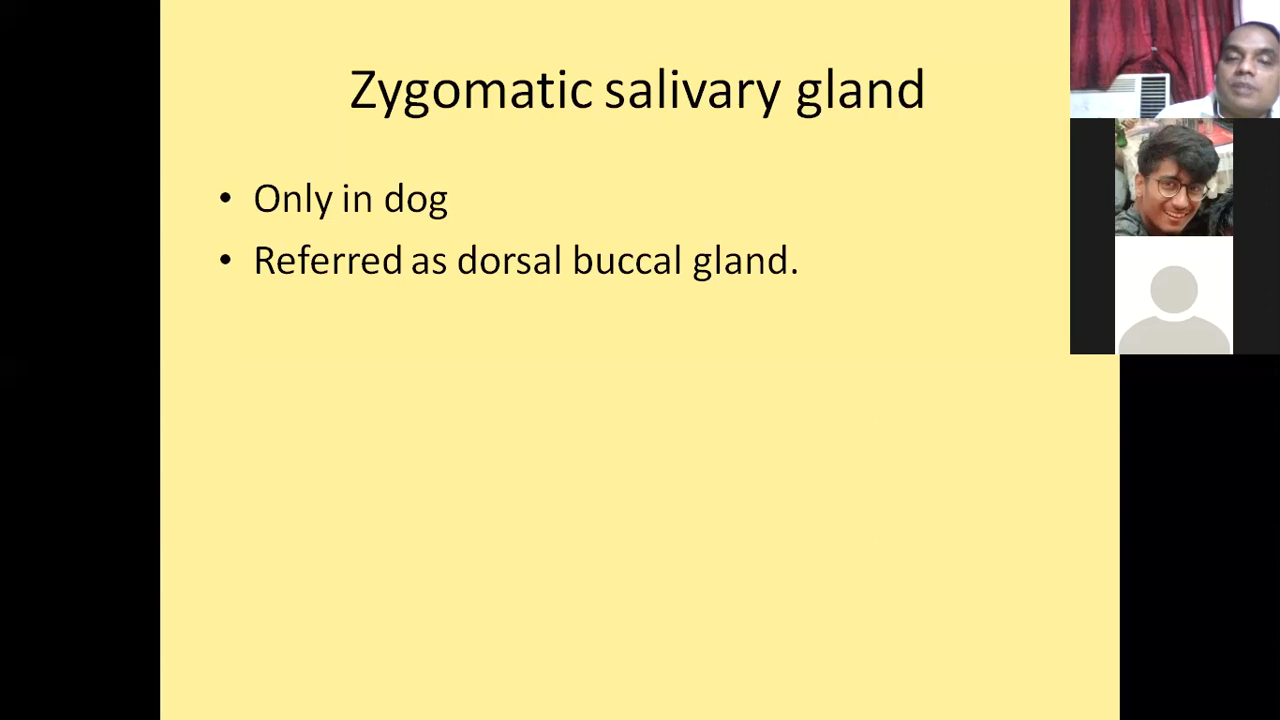 Zygomatic salivary gland
• Only in dog
• Referred as dorsal buccal gland.